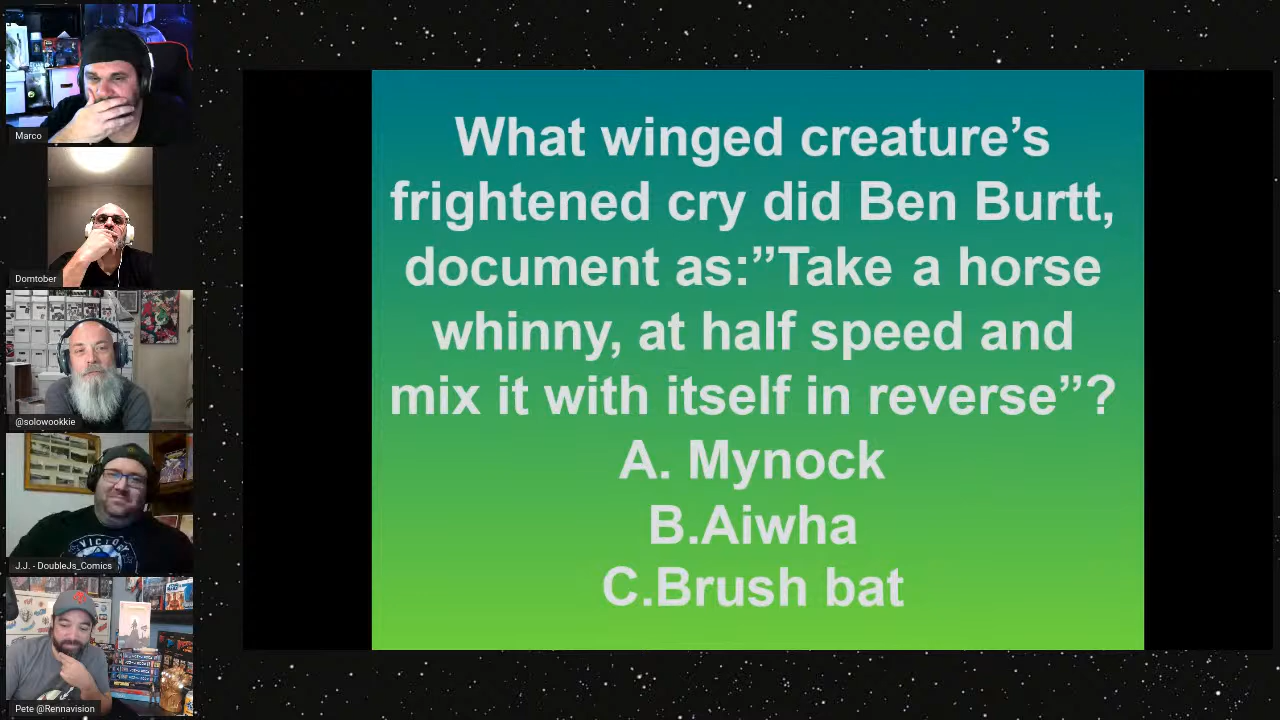 Marco
Domtober
@solowookkie
VICTORY
J.J. - DoubleJs_Comics
Pete @Rennavision
What winged creature’s
frightened cry did Ben Burtt,
document as:”Take a horse
whinny, at half speed and
mix it with itself in reverse”?
A. Mynock
B.Aiwha
C.Brush bat